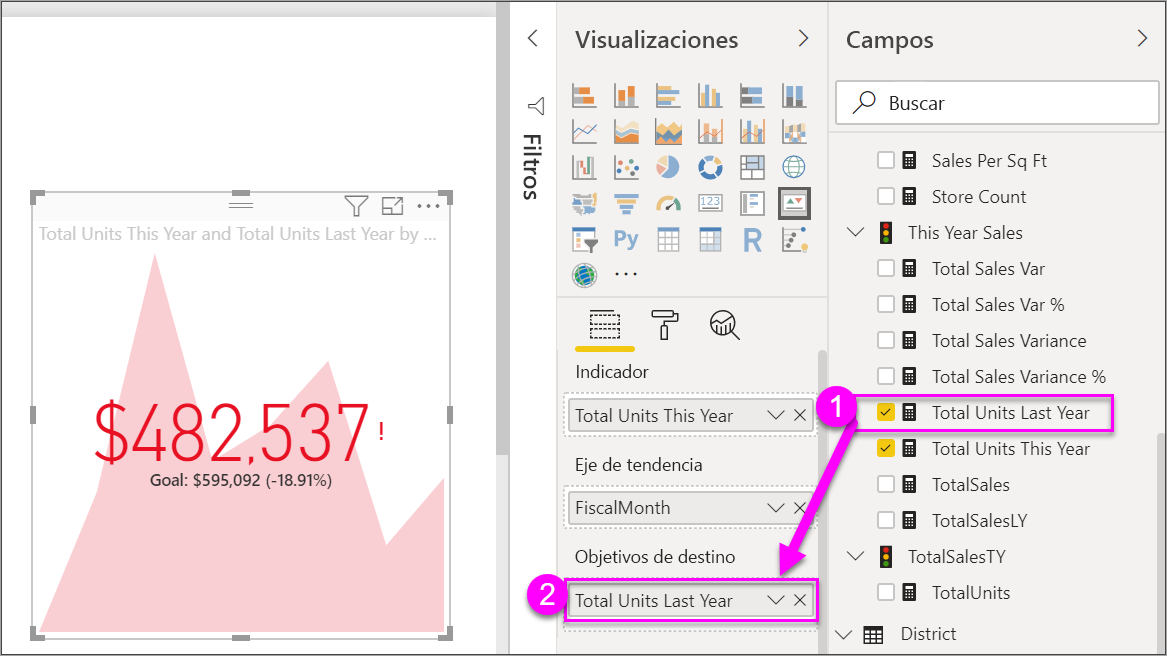 Total Units This Year and Total Units Last Year by ...
$482,537 !
Goal: $595,092 (-18.91%)
Filtros
Visualizaciones
123
Py
R
Indicador
Total Units This Year
Eje de tendencia
FiscalMonth
Objetivos de destino
2
Total Units Last Year
Campos
Buscar
Sales Per Sq Ft
Store Count
This Year Sales
Total Sales Var
Total Sales Var %
Total Sales Variance
Total Sales Variance %
1
Total Units Last Year
Total Units This Year
TotalSales
TotalSalesLY
TotalSalesTY
TotalUnits
District